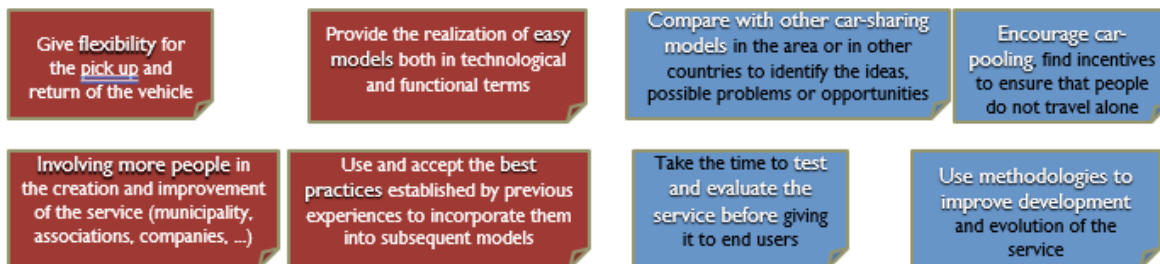 Give flexibility for
the pick up and
return of the vehicle
Provide the realization of easy
models both in technological
and functional terms
Compare with other car-sharing
models in the area or in other
countries to identify the ideas,
possible problems or opportunities
Encourage car-
pooling, find incentives
to ensure that people
do not travel alone
Involving more people in
the creation and improvement
of the service (municipality,
associations, companies, ...)
Use and accept the best
practices established by previous
experiences to incorporate them
into subsequent models
Take the time to test
and evaluate the
service before giving
it to end users
Use methodologies to
improve development
and evolution of the
service